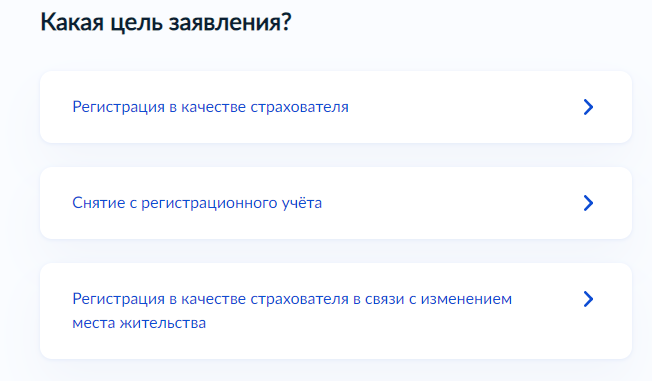 Какая цель заявления?
Регистрация в качестве страхователя
Снятие с регистрационного учёта
Регистрация в качестве страхователя в связи с изменением
места жительства